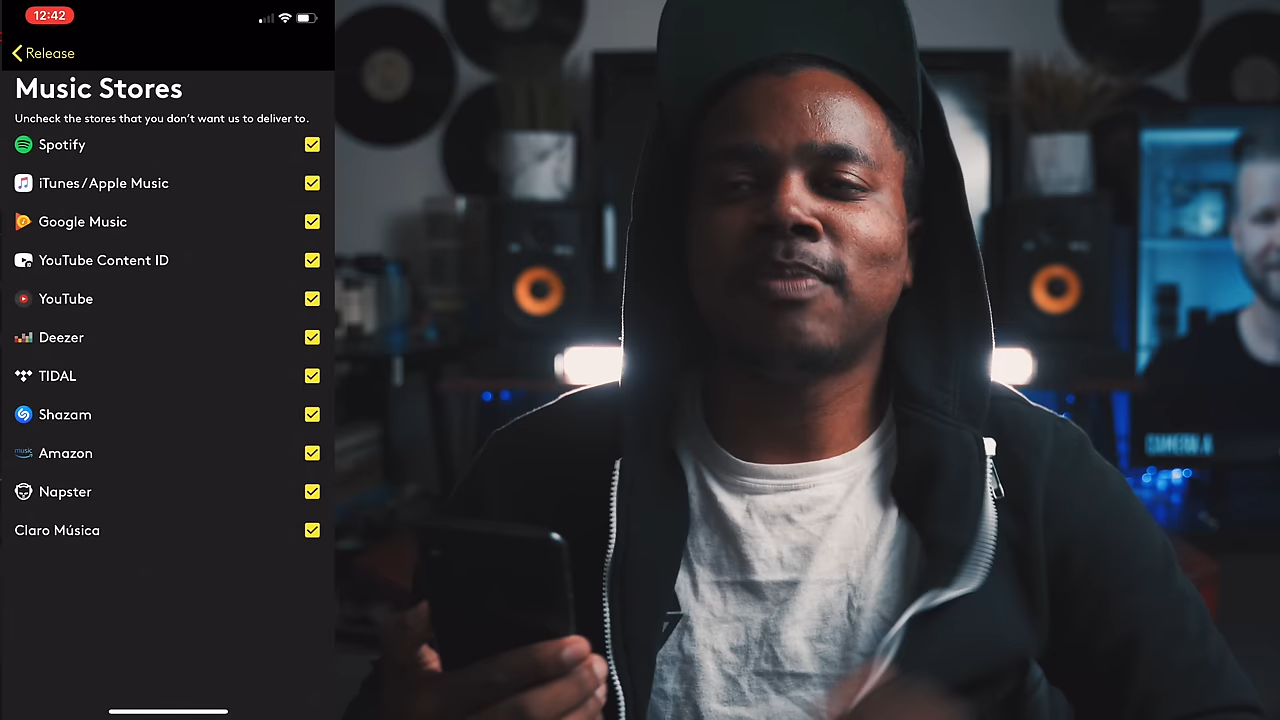 12:42
Release
Music Stores
Uncheck the stores that you don't want us to deliver to.
Spotify
iTunes/Apple Music
Google Music
YouTube Content ID
YouTube
Deezer
TIDAL
Shazam
music
Amazon
Napster
Claro Música